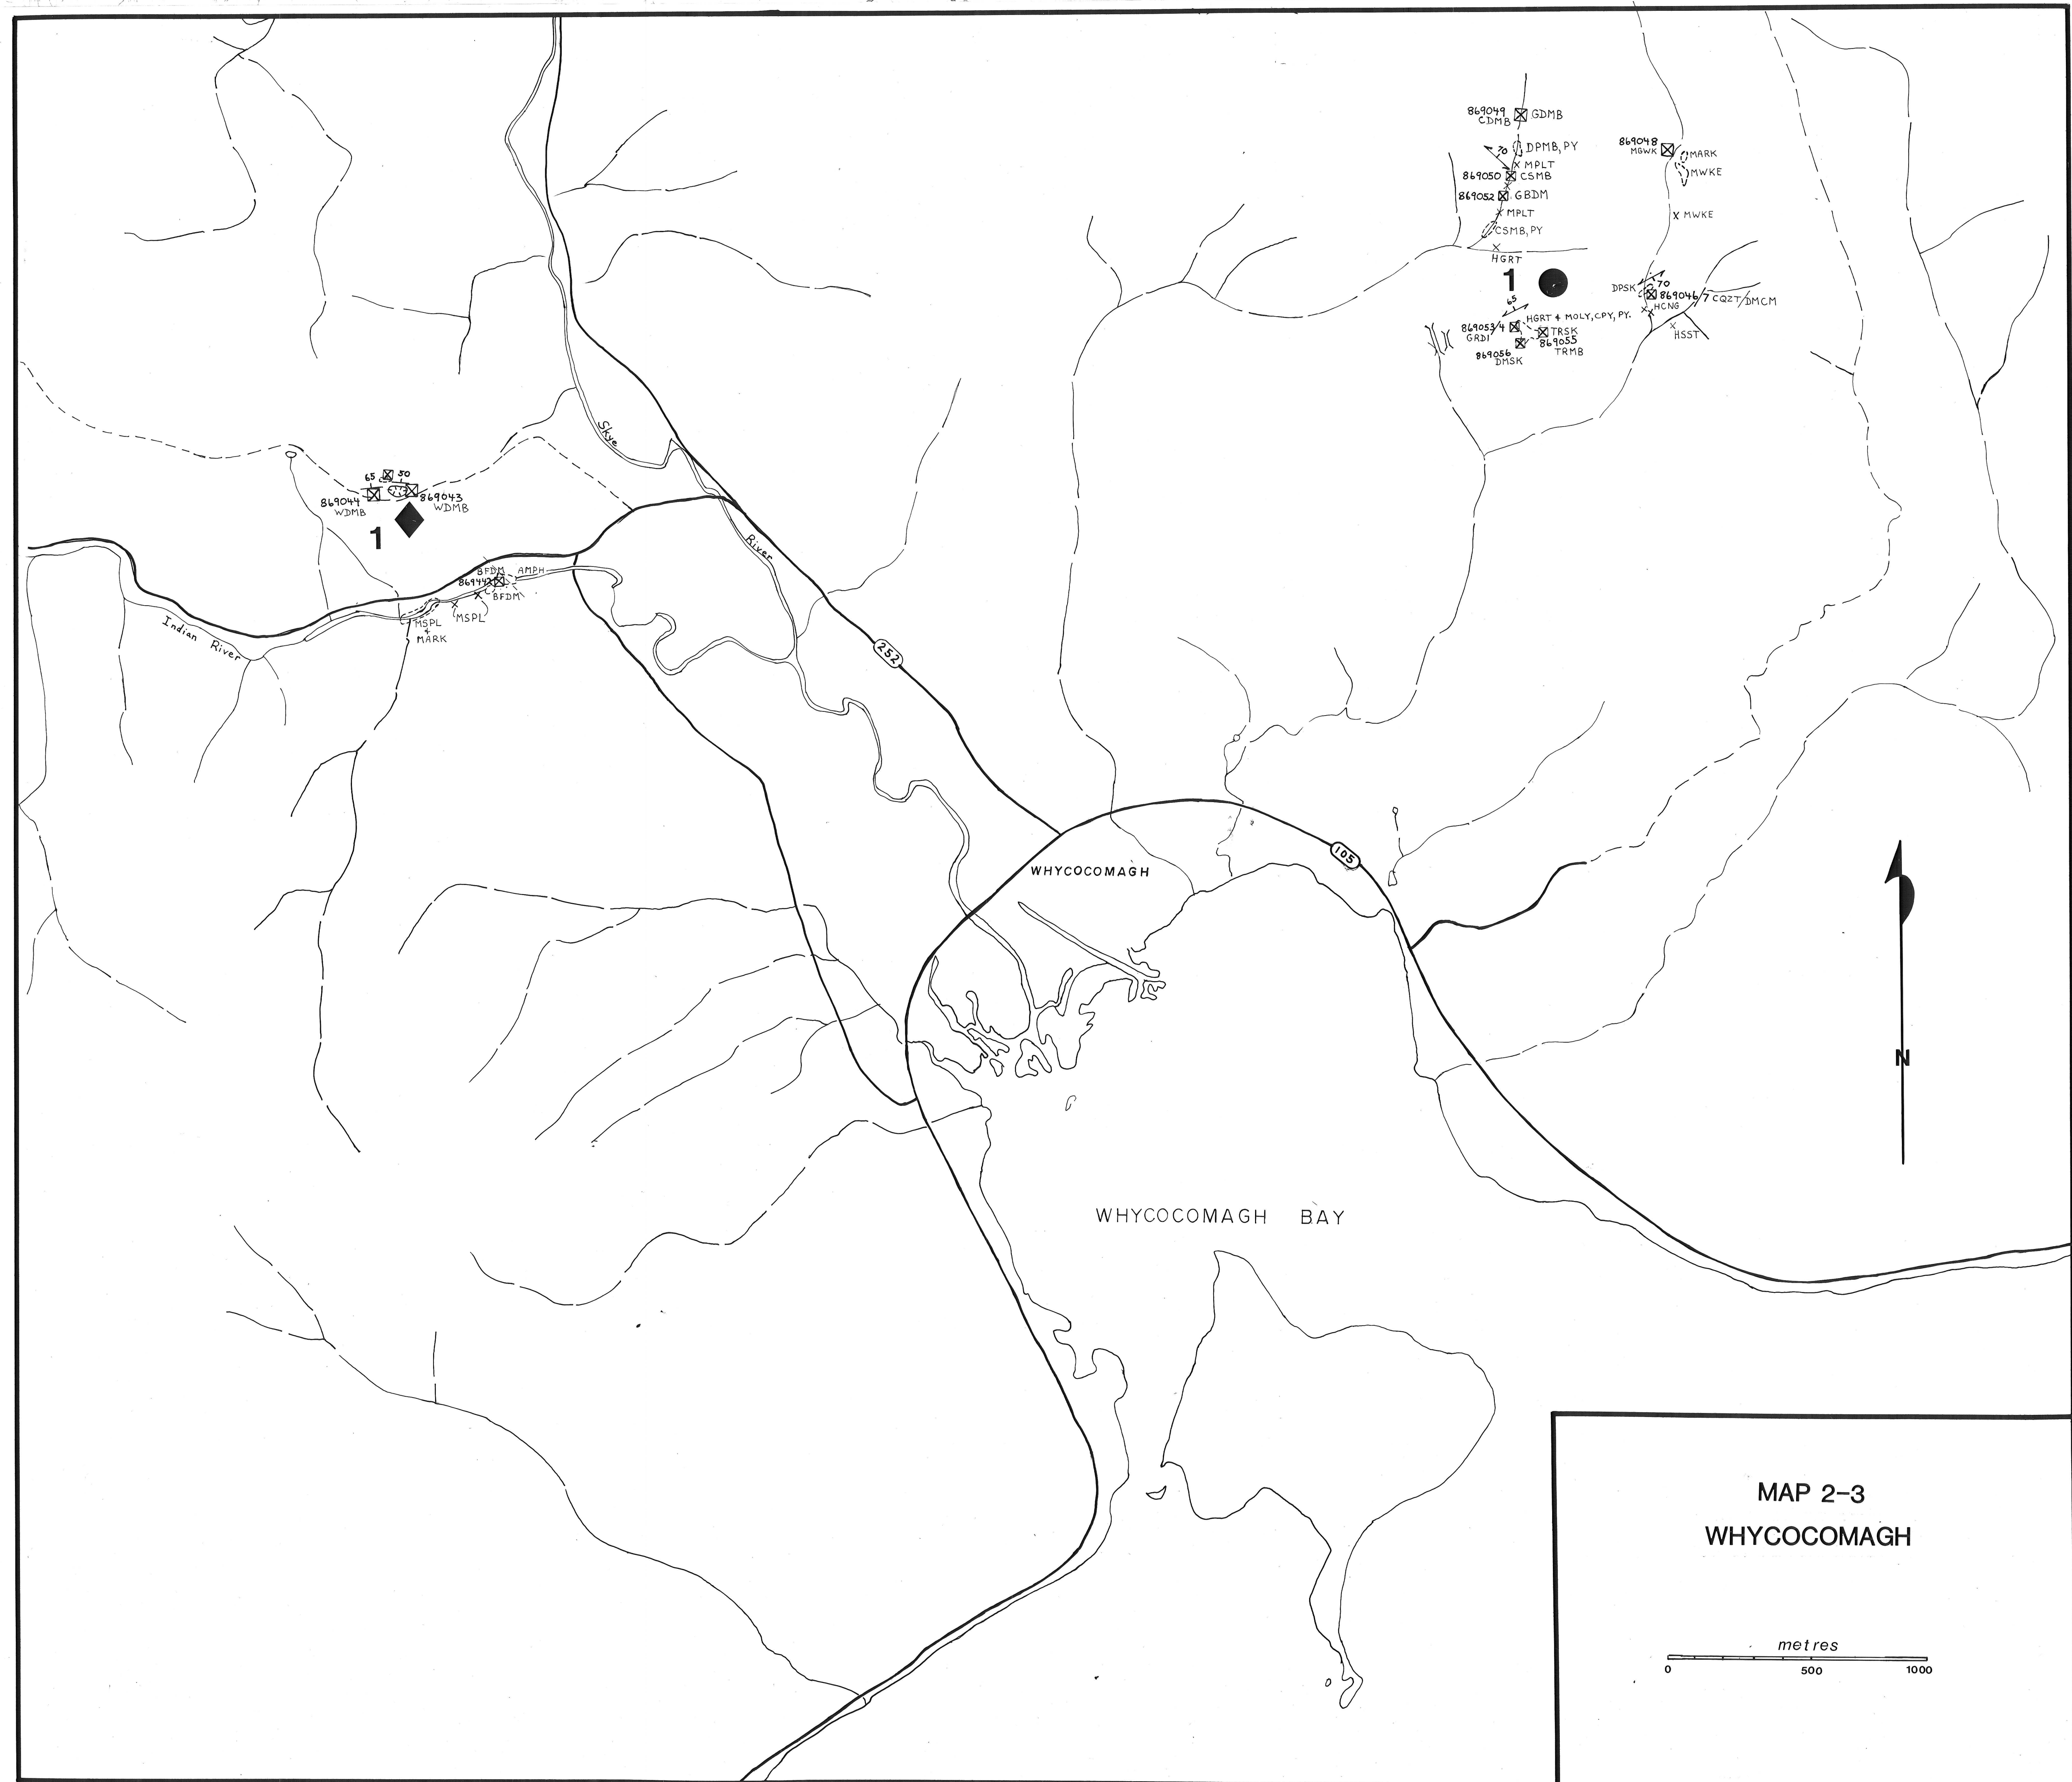 869049
CDMB
GDMB
70
DPMB, PY
MPLT
869050
CSMB
869052
GBDM
MPLT
CSMB, PY
HGRT
1
869048
MGWK
MARK
MWKE
MWKE
DPSK
70
869046/7
CQZT/DMCM
HCNG
HSST
65
HGRT & MOLY, CPY, PY.
869053/4
GRDI
TRSK
869055
TRMB
869056
DMSK
Skye
River
65
50
869044
WDMB
869043
WDMB
1
BFDM
AMPH
869442
BFDM
MSPL
MSPL
&
MARK
Indian River
252
105
WHYCOCOMAGH
N
WHYCOCOMAGH BAY
MAP 2-3
WHYCOCOMAGH
metres
0
500
1000